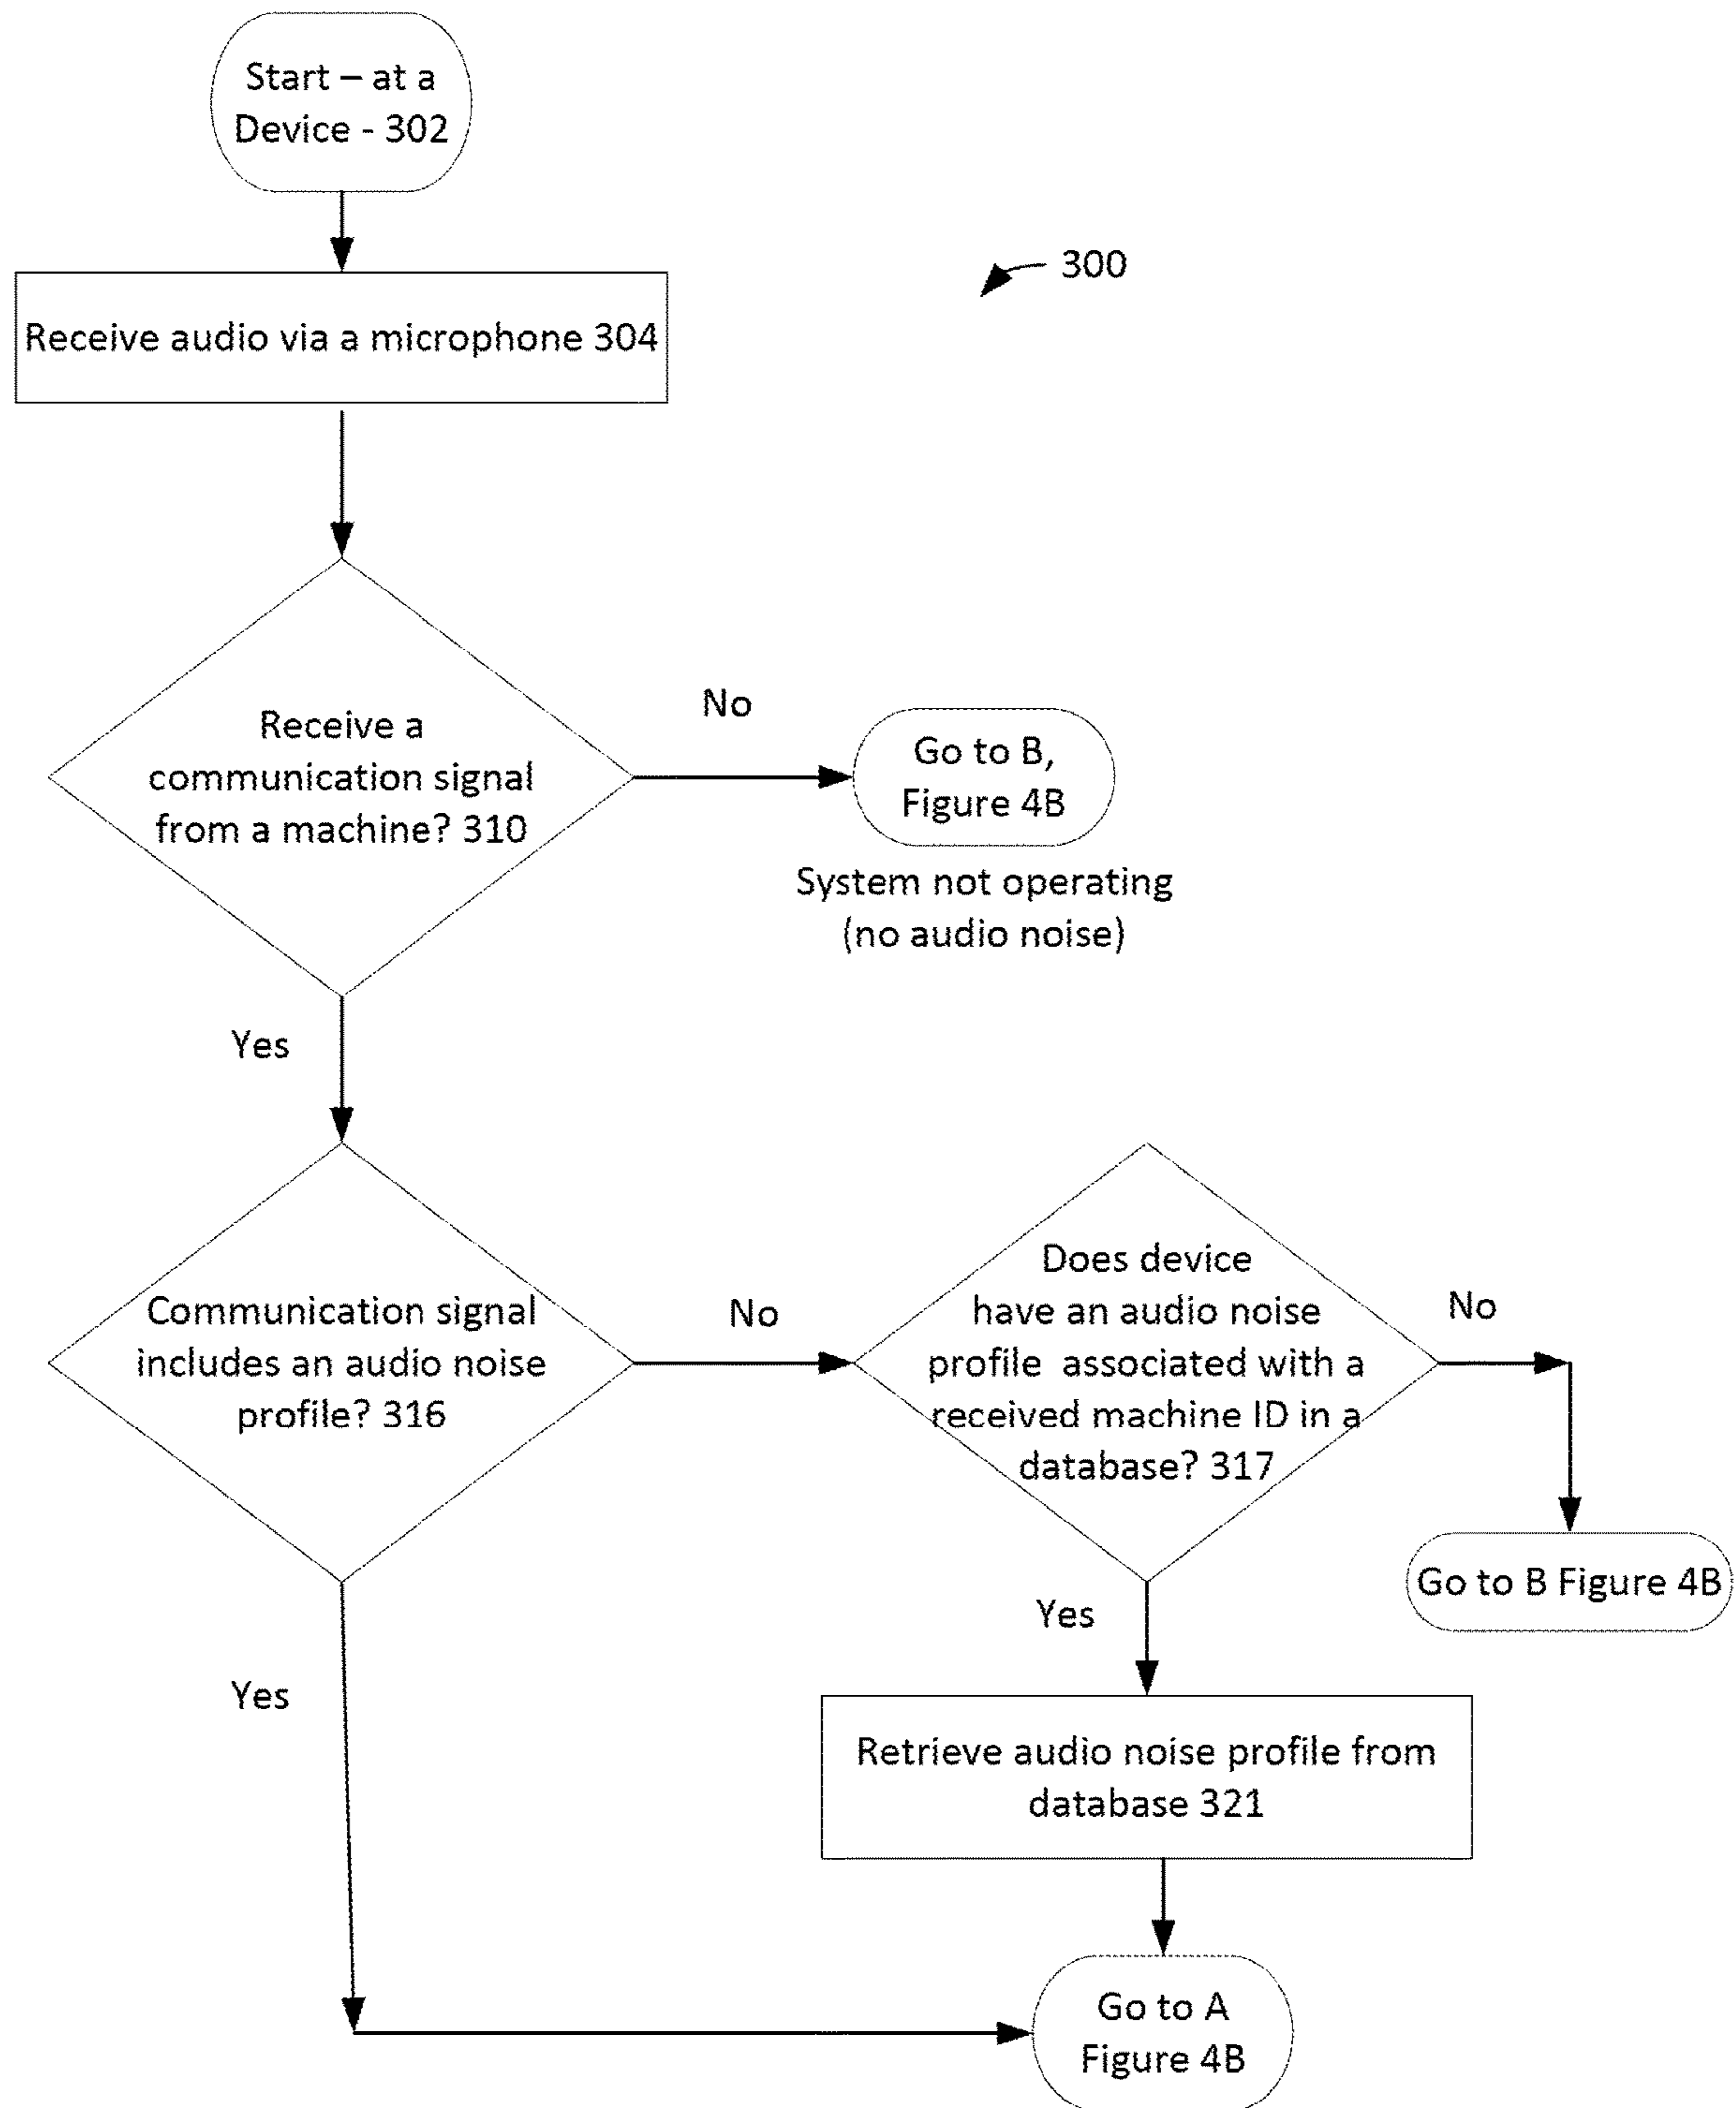 Start – at a
Device - 302
300
Receive audio via a microphone 304
Receive a
communication signal
from a machine? 310
No
Go to B,
Figure 4B
System not operating
(no audio noise)
Yes
Communication signal
includes an audio noise
profile? 316
No
Does device
have an audio noise
profile associated with a
received machine ID in a
database? 317
No
Go to B Figure 4B
Yes
Yes
Retrieve audio noise profile from
database 321
Go to A
Figure 4B